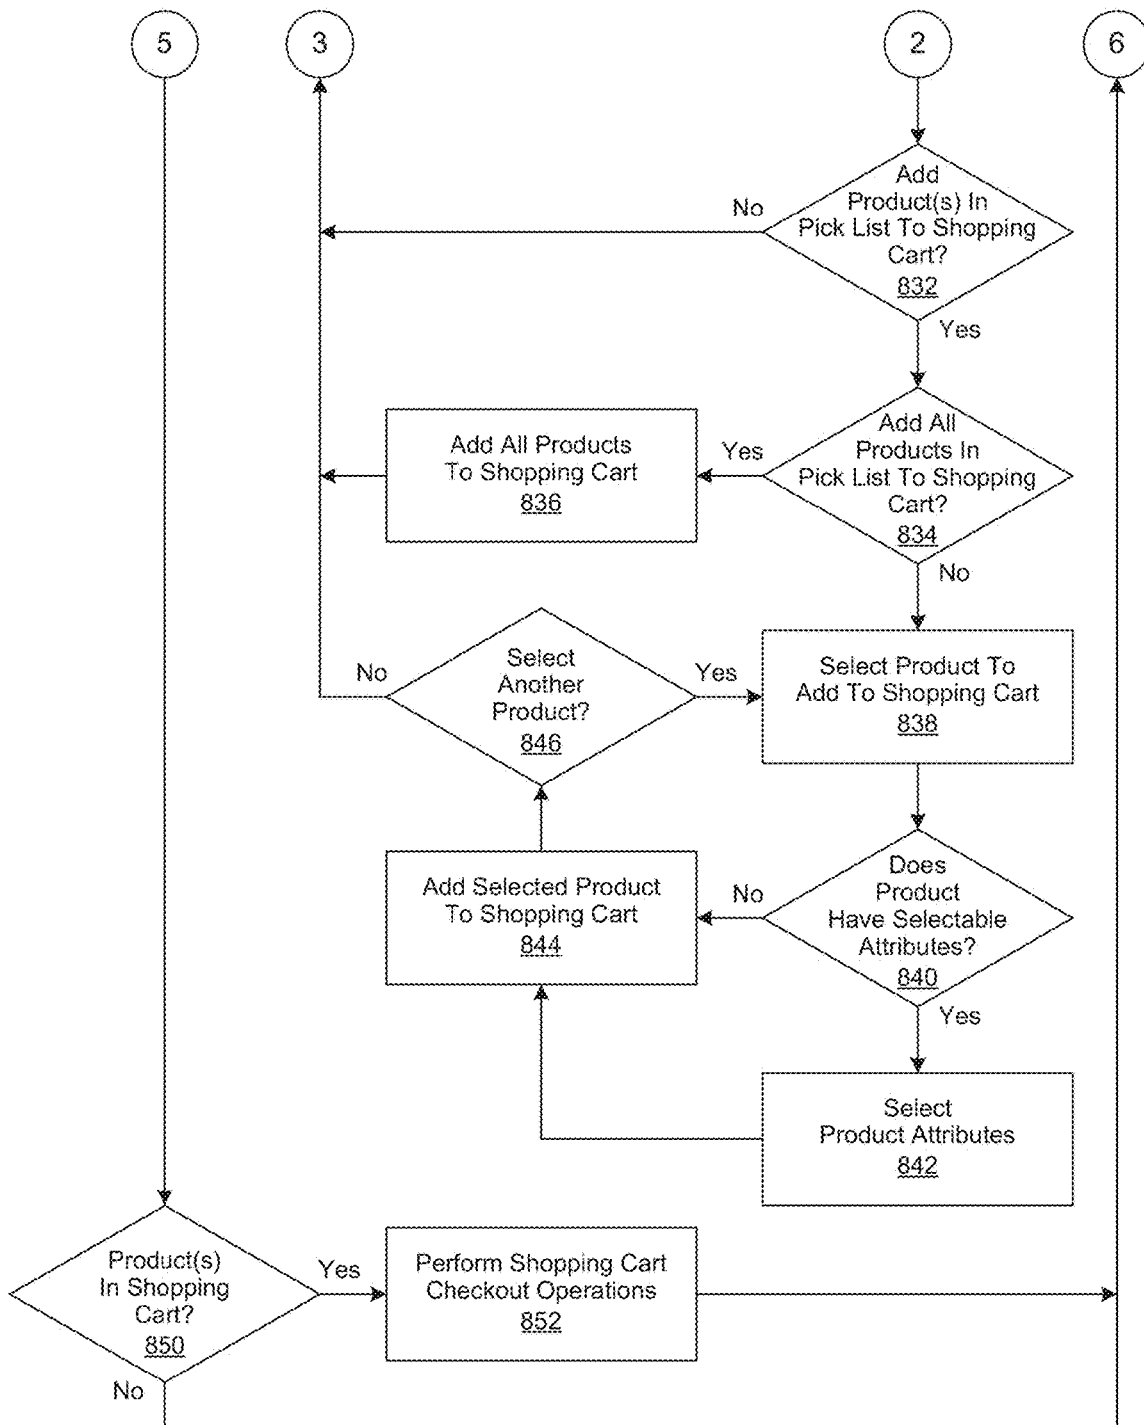 5
3
2
6
Add
Product(s) In
Pick List To Shopping
Cart?
832
No
Yes
Add All
Products In
Pick List To Shopping
Cart?
834
Yes
Add All Products
To Shopping Cart
836
No
Select
Another
Product?
846
No
Yes
Select Product To
Add To Shopping Cart
838
Does
Product
Have Selectable
Attributes?
840
No
Add Selected Product
To Shopping Cart
844
Yes
Select
Product Attributes
842
Product(s)
In Shopping
Cart?
850
Yes
Perform Shopping Cart
Checkout Operations
852
No